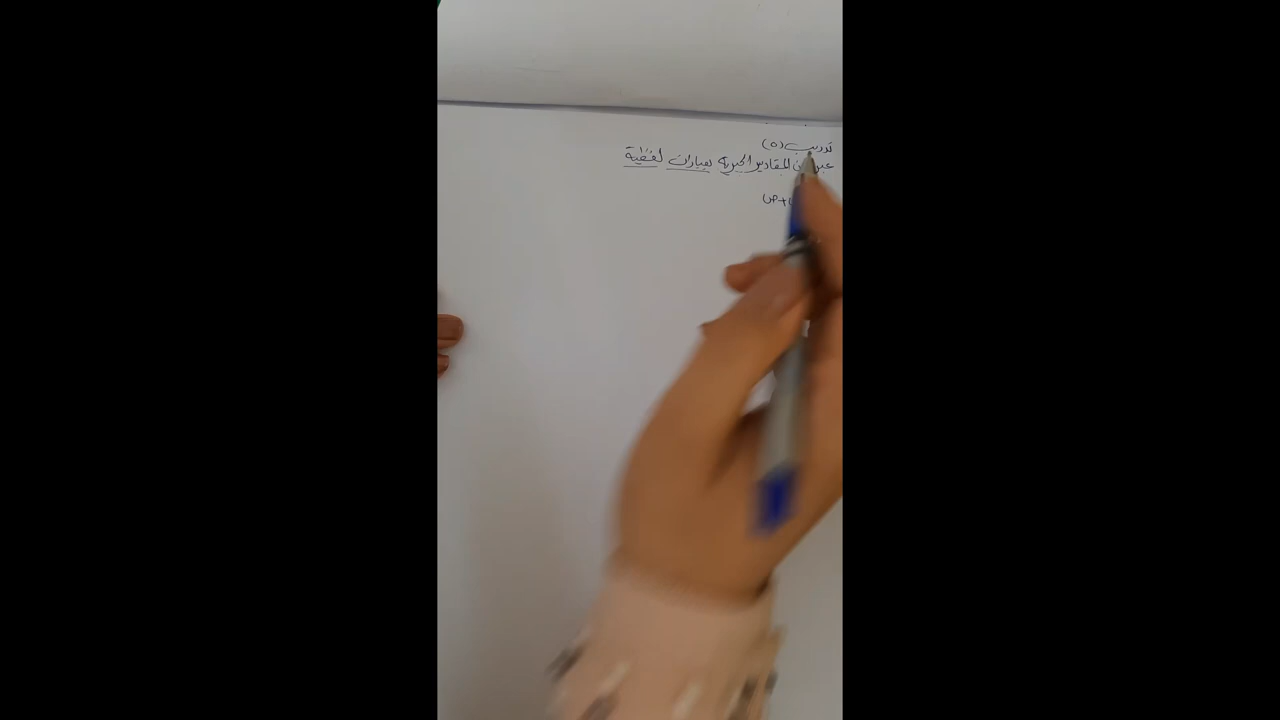 تدريب (٥)
المقادير الجبرية بعبارات لفظية
+ ص